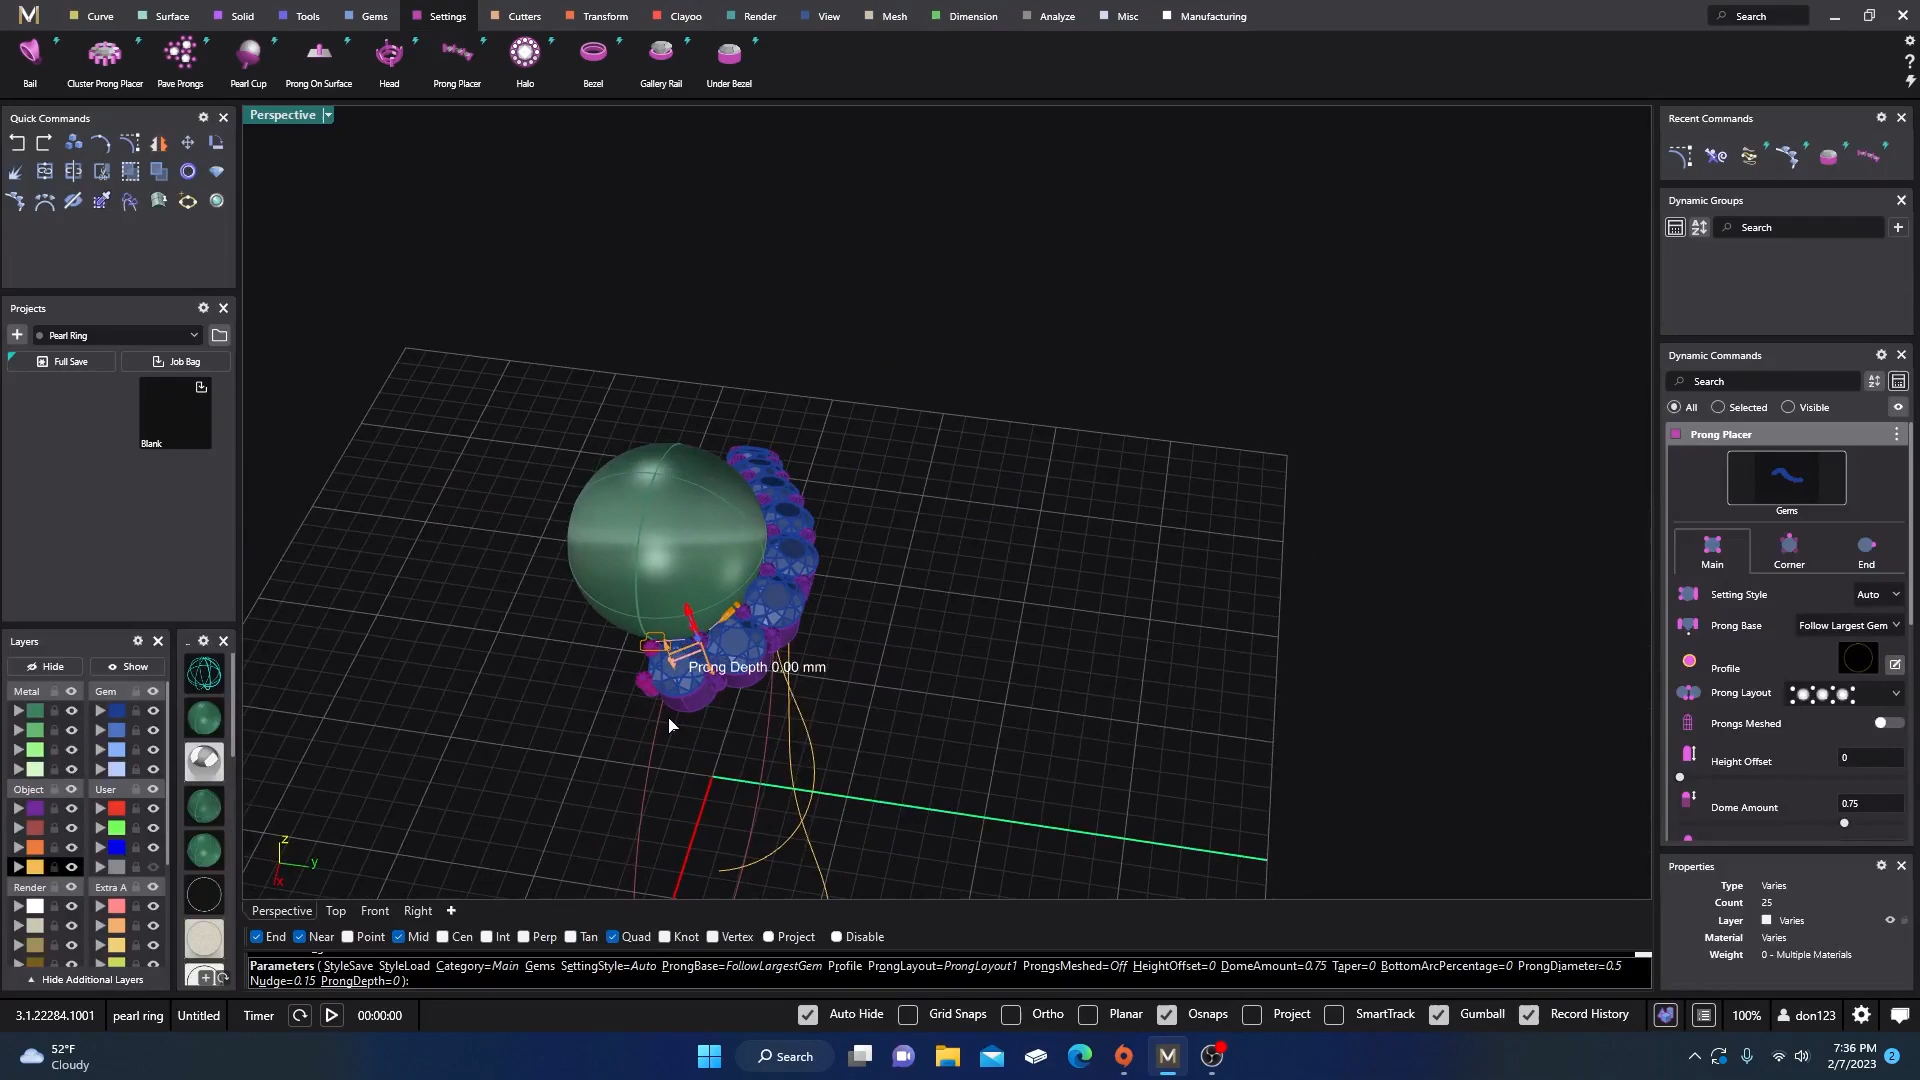 Curve Surface Solid Tools Gems Settings Cutters Transform Clayoo Render View Mesh Dimension Analyze Misc Manufacturing Search
Bail Cluster Prong Placer Pave Prongs Pearl Cup Prong On Surface Head Prong Placer Halo Bezel Gallery Rail Under Bezel
Quick Commands
Projects
Pearl Ring
Full Save Job Bag
Blank
Layers
Hide Show
Metal Gem
Object User
Render Extra A
Hide Additional Layers
Perspective
Prong Depth 0.00 mm
z
y
x
Perspective Top Front Right
End Near Point Mid Cen Int Perp Tan Quad Knot Vertex Project Disable
Parameters ( StyleSave StyleLoad Category=Main Gems SettingStyle=Auto ProngBase=FollowLargestGem Profile ProngLayout=ProngLayout1 ProngsMeshed=Off HeightOffset=0 DomeAmount=0.75 Taper=0 BottomArcPercentage=0 ProngDiameter=0.5
Nudge=0.15 ProngDepth=0 ):
Recent Commands
Dynamic Groups
Search
Dynamic Commands
Search
All Selected Visible
Prong Placer
Gems
Main Corner End
Setting Style Auto
Prong Base Follow Largest Gem
Profile
Prong Layout
Prongs Meshed
Height Offset 0
Dome Amount 0.75
Properties
Type Varies
Count 25
Layer Varies
Material Varies
Weight 0 - Multiple Materials
3.1.22284.1001 pearl ring Untitled Timer 00:00:00 Auto Hide Grid Snaps Ortho Planar Osnaps Project SmartTrack Gumball Record History 100% don123
52°F
Cloudy
Search
7:36 PM
2/7/2023 2